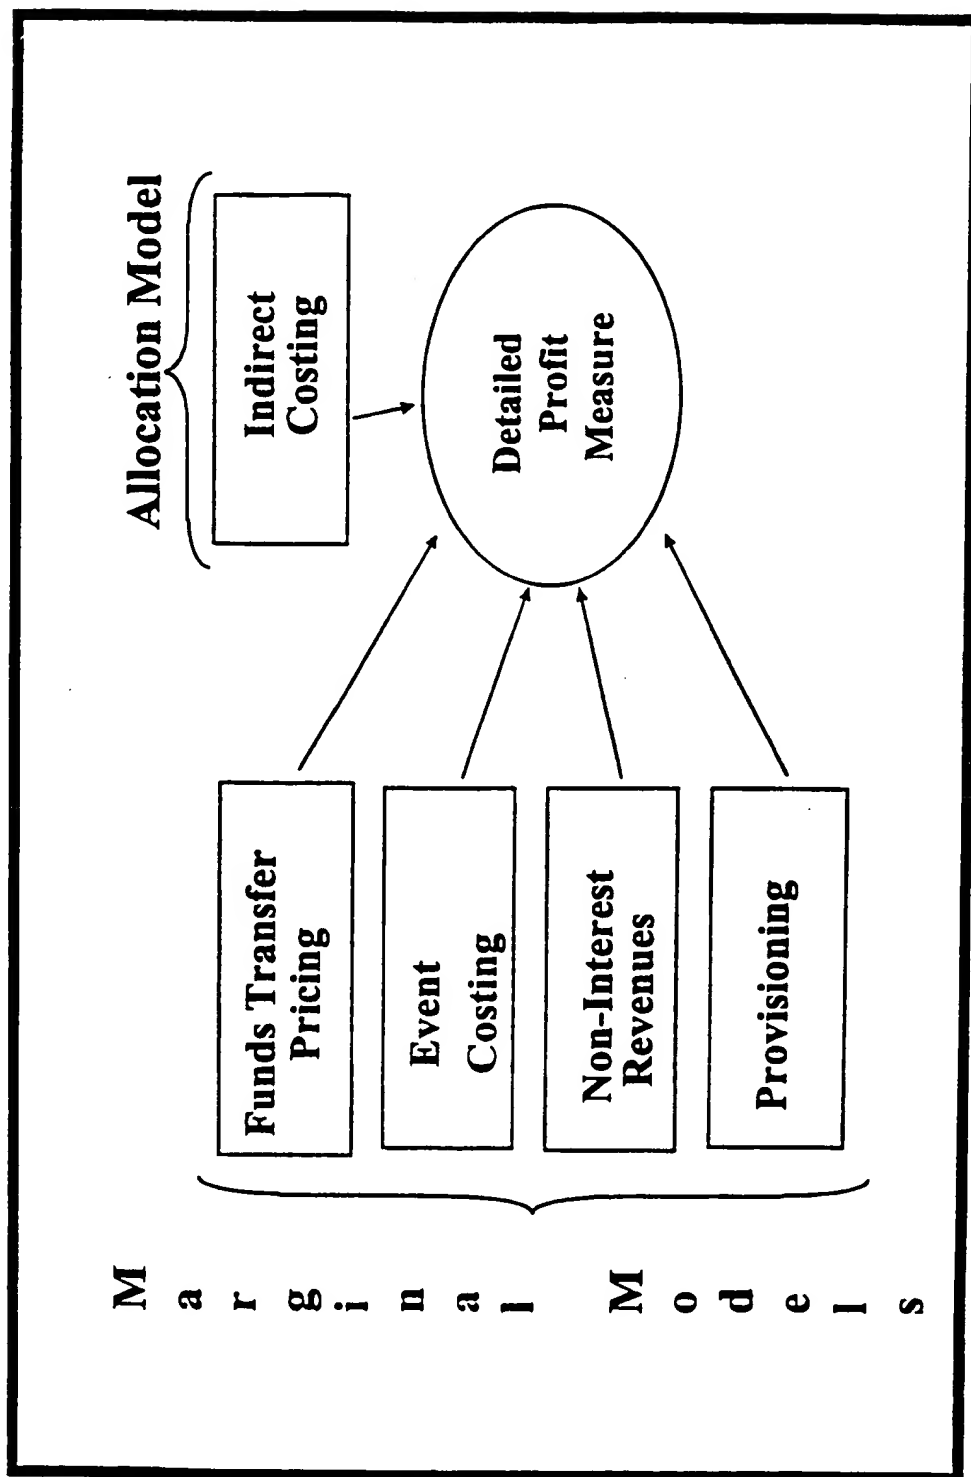 Allocation Model
Indirect
Costing
Detailed
Profit
Measure
Funds Transfer
Pricing
Event
Costing
Non-Interest
Revenues
Provisioning
Marginal Models